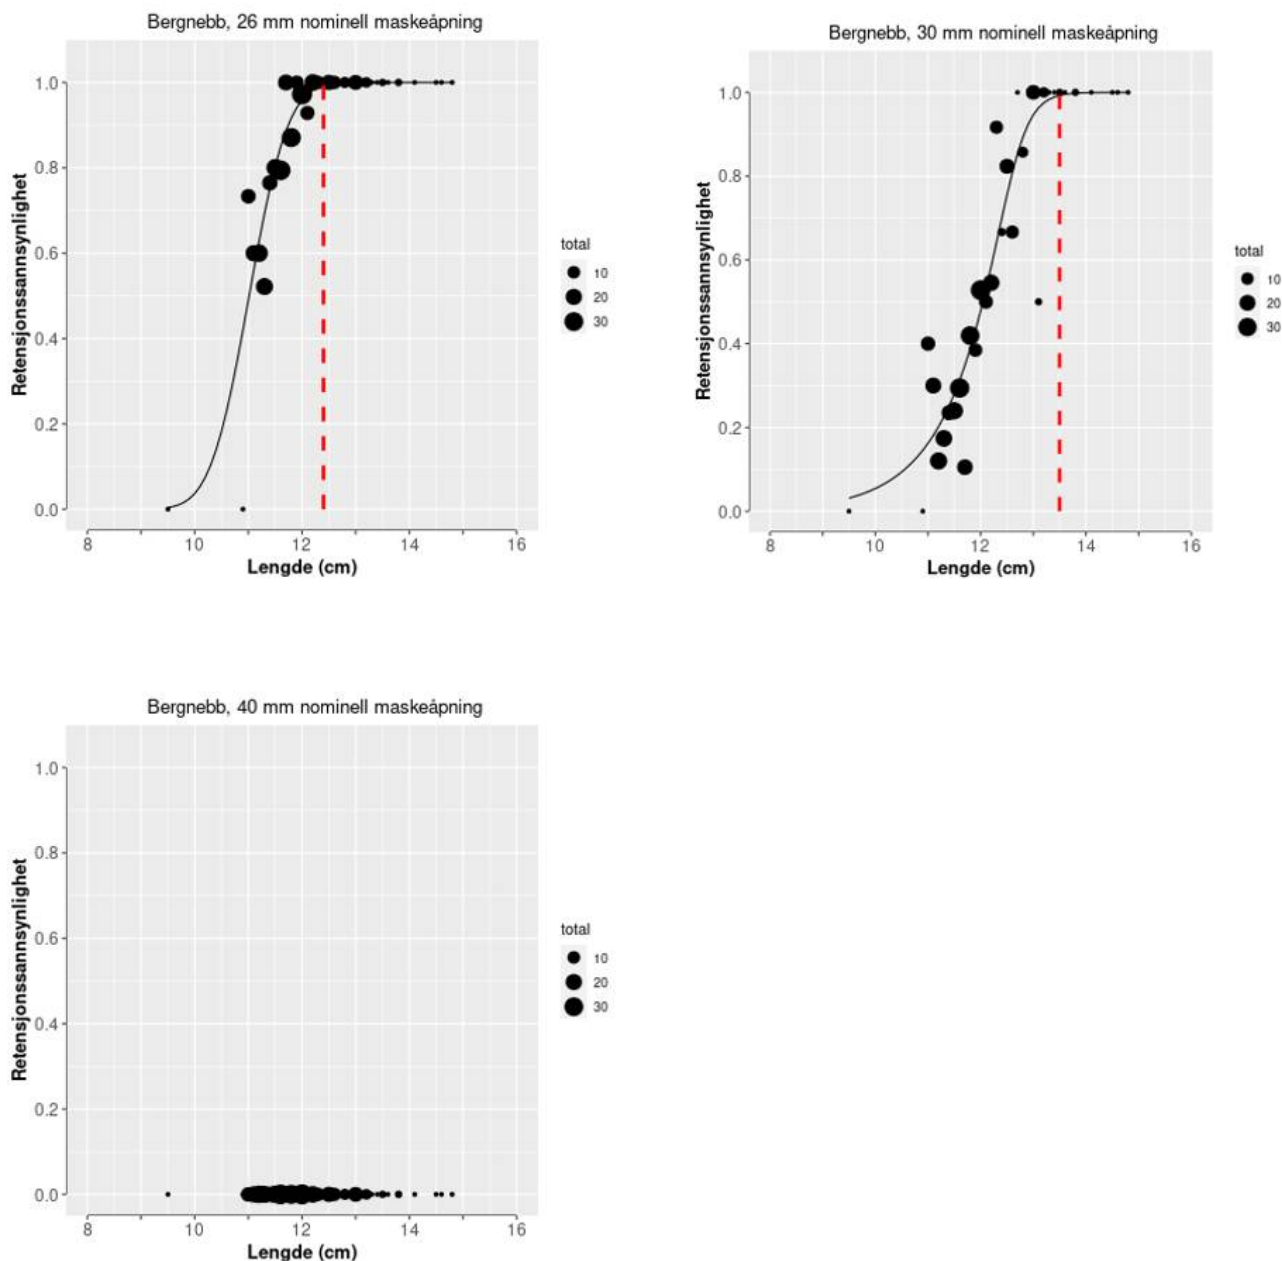 Bergnebb, 26 mm nominell maskeåpning
Retensjonssannsynlighet
1.0
0.8
0.6
0.4
0.2
0.0
8 10 12 14 16
Lengde (cm)
total
10
20
30
Bergnebb, 30 mm nominell maskeåpning
Retensjonssannsynlighet
1.0
0.8
0.6
0.4
0.2
0.0
8 10 12 14 16
Lengde (cm)
total
10
20
30
Bergnebb, 40 mm nominell maskeåpning
Retensjonssannsynlighet
1.0
0.8
0.6
0.4
0.2
0.0
8 10 12 14 16
Lengde (cm)
total
10
20
30